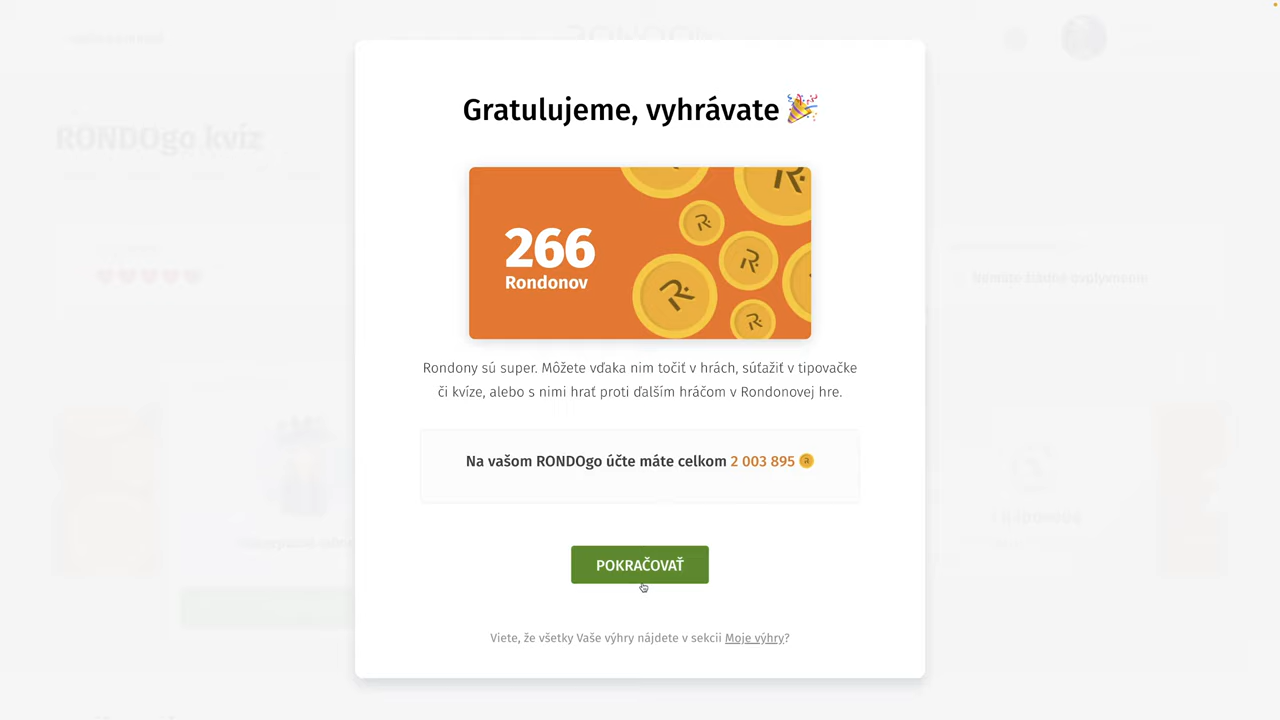 RONDOgo kvíz
Gratulujeme, vyhrávate
266
Rondonov
Rondony sú super. Môžete vďaka nim točiť v hrách, súťažiť v tipovačke
či kvíze, alebo s nimi hrať proti ďalším hráčom v Rondonovej hre.
Na vašom RONDOgo účte máte celkom 2 003 895
POKRAČOVAŤ
Viete, že všetky Vaše výhry nájdete v sekcii Moje výhry?